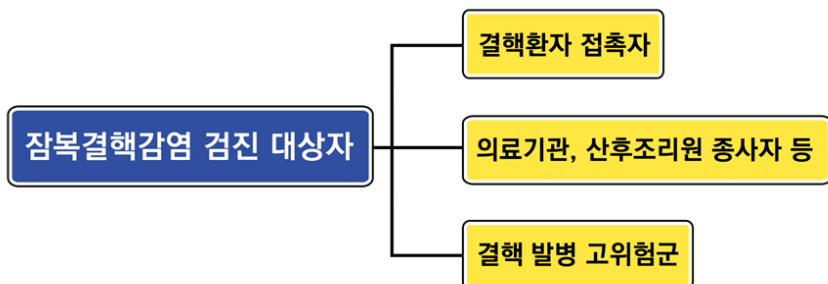 결핵환자 접촉자
잠복결핵감염 검진 대상자
의료기관, 산후조리원 종사자 등
결핵 발병 고위험군